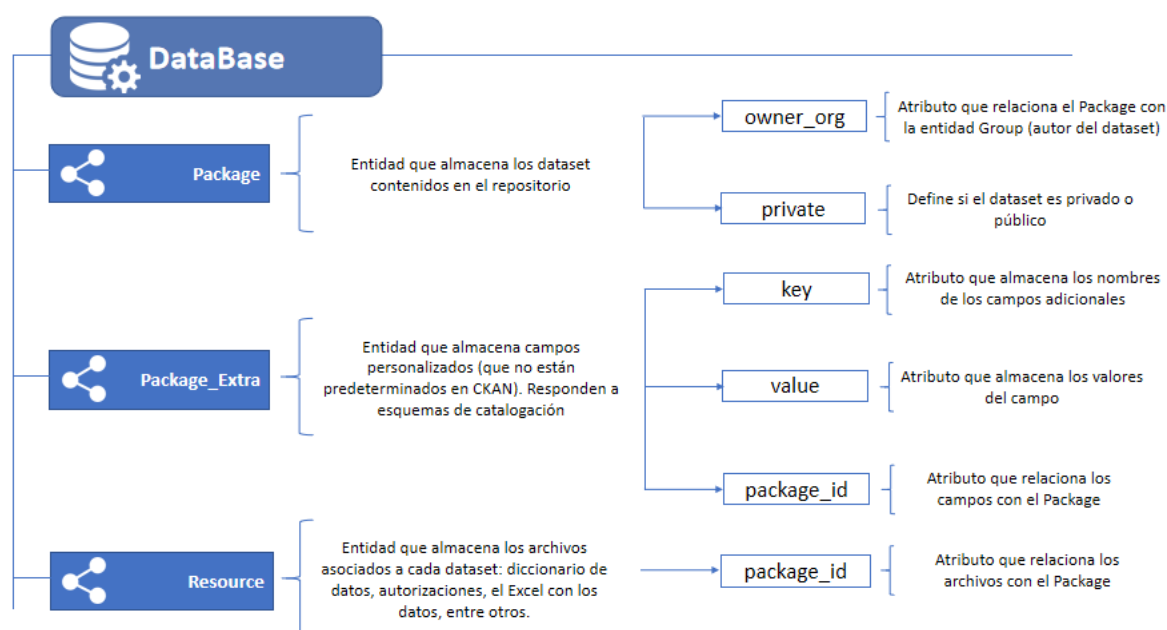 DataBase
Package
Entidad que almacena los dataset
contenidos en el repositorio
owner_org
Atributo que relaciona el Package con
la entidad Group (autor del dataset)
private
Define si el dataset es privado o
público
Package_Extra
Entidad que almacena campos
personalizados (que no están
predeterminados en CKAN). Responden a
esquemas de catalogación
key
Atributo que almacena los nombres
de los campos adicionales
value
Atributo que almacena los valores
del campo
package_id
Atributo que relaciona los
campos con el Package
Resource
Entidad que almacena los archivos
asociados a cada dataset: diccionario de
datos, autorizaciones, el Excel con los
datos, entre otros.
package_id
Atributo que relaciona los
archivos con el Package